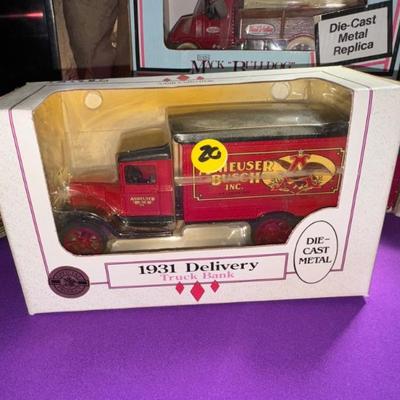 Die-Cast
Metal
Replica
MACK "BULLDOG"
20
ANHEUSER
BUSCH
INC.
ANHEUSER
BUSCH
DIE-
CAST
METAL
1931 Delivery
Truck Bank